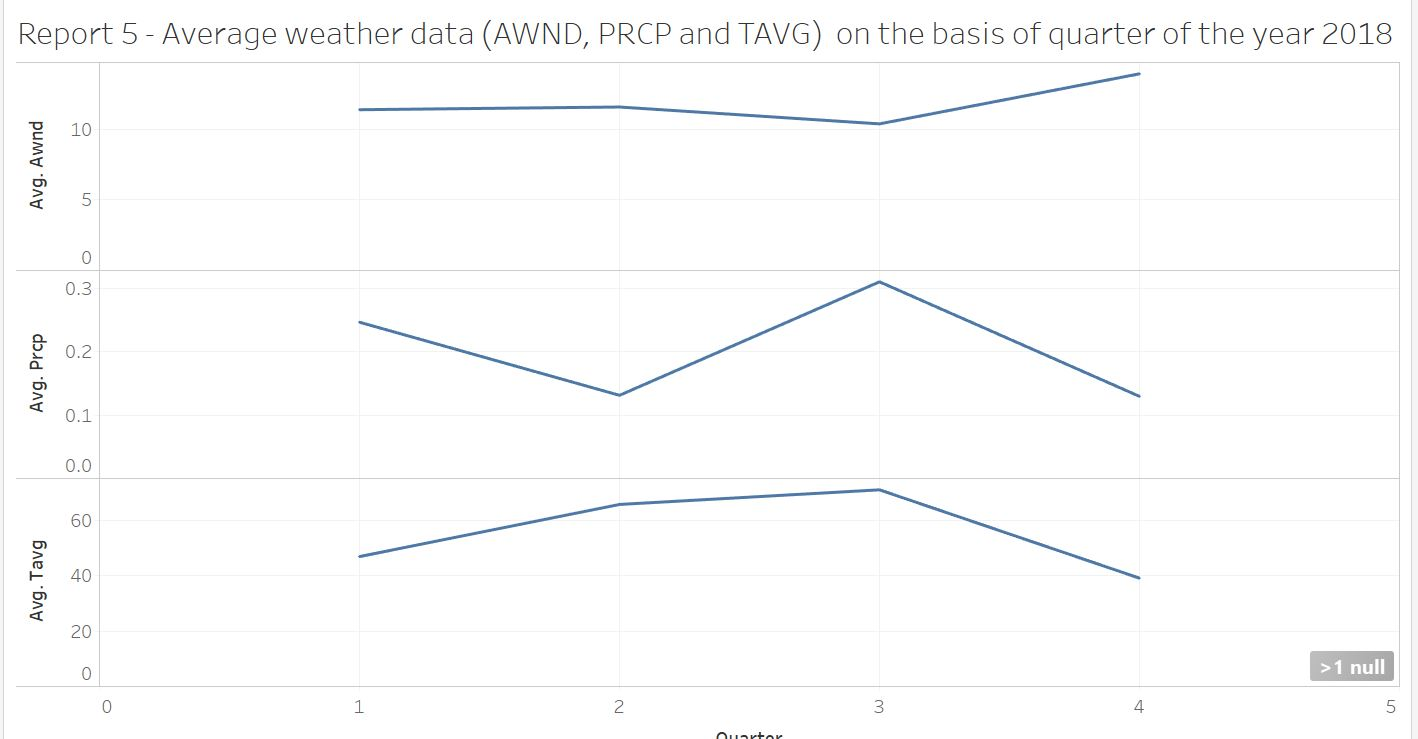 Report 5 - Average weather data (AWND, PRCP and TAVG)  on the basis of quarter of the year 2018
Avg. Awnd
10
5
0
Avg. Prcp
0.3
0.2
0.1
0.0
Avg. Tavg
60
40
20
0
>1 null
0 1 2 3 4 5
Quarter